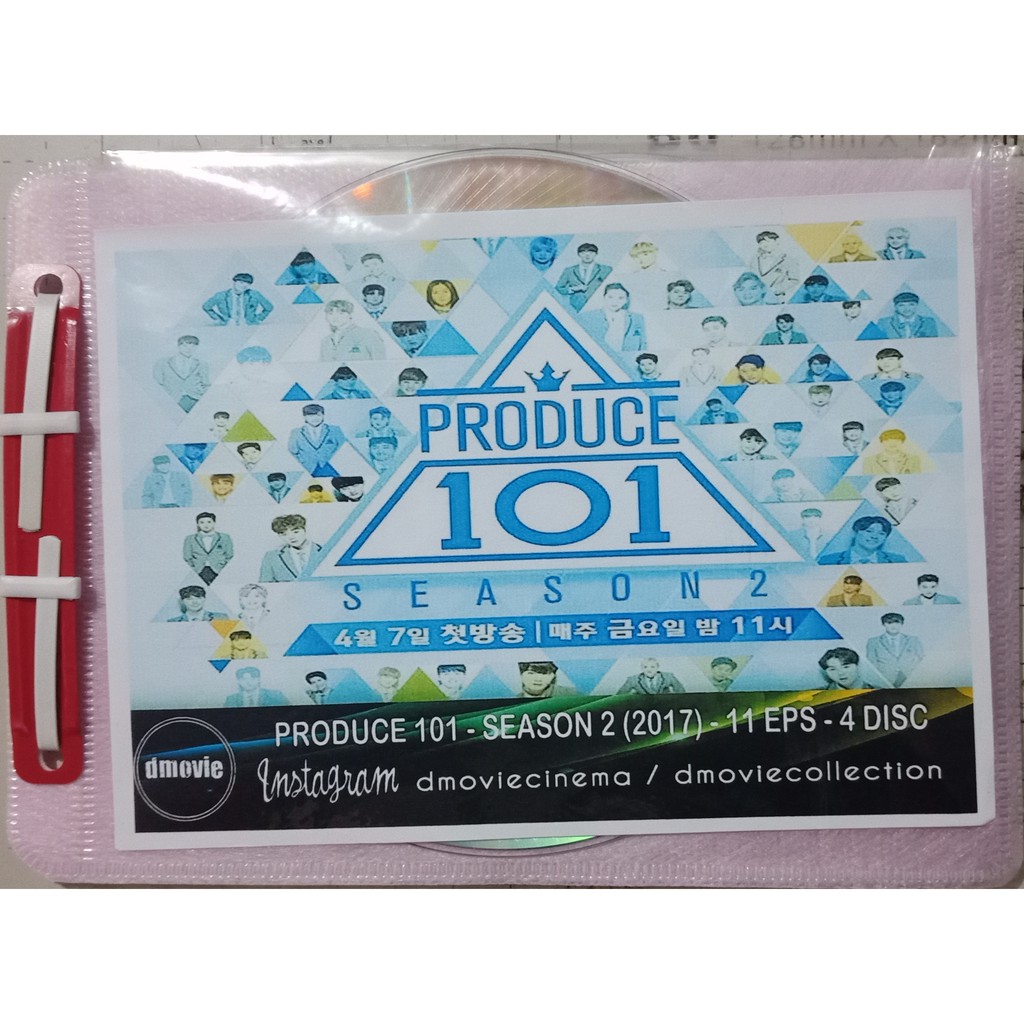 PRODUCE
101
SEASON 2
4월 7일 첫방송 | 매주 금요일 밤 11시
PRODUCE 101 - SEASON 2 (2017) - 11 EPS - 4 DISC
dmovie
Instagram dmoviecinema / dmoviecollection